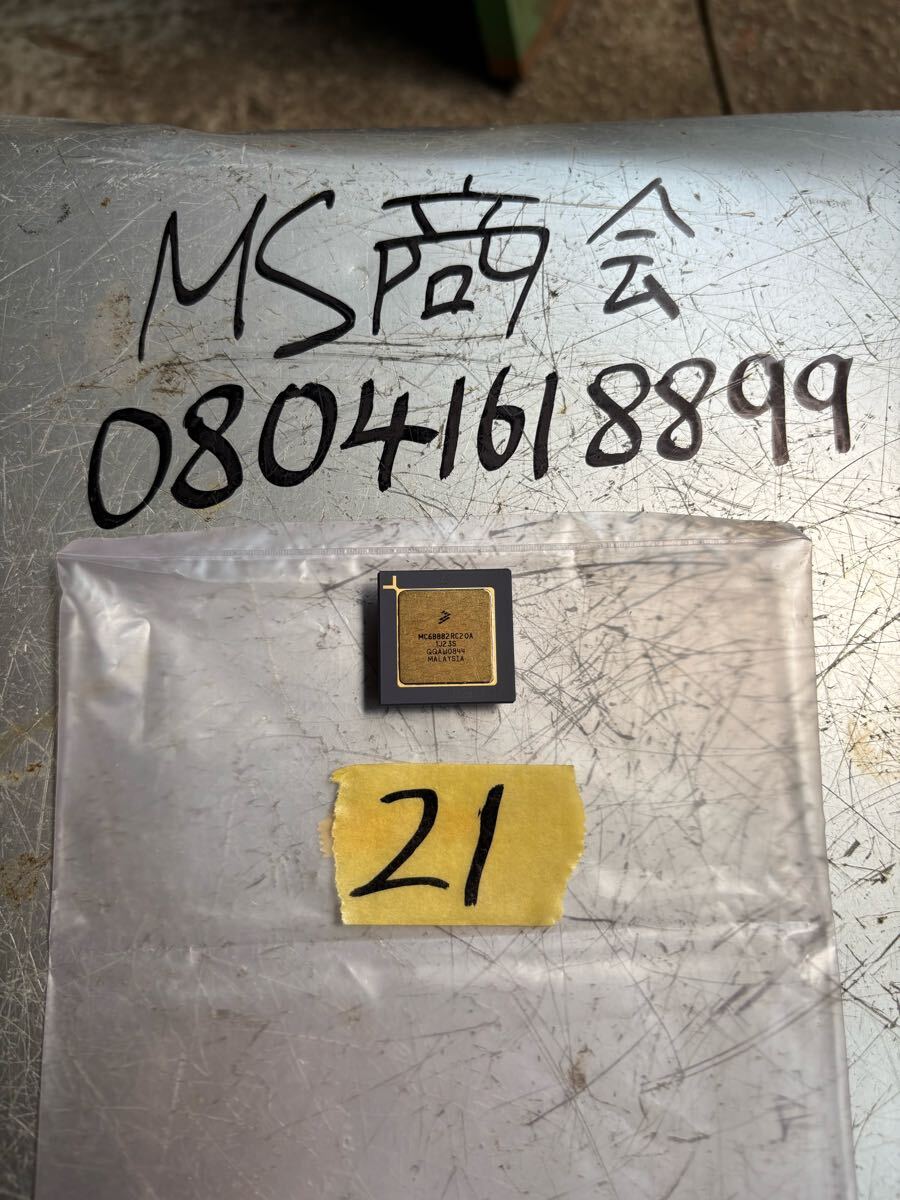 MS商会
08041618899
MC68882RC20A
1J23S
QQAW0844
MALAYSIA
21